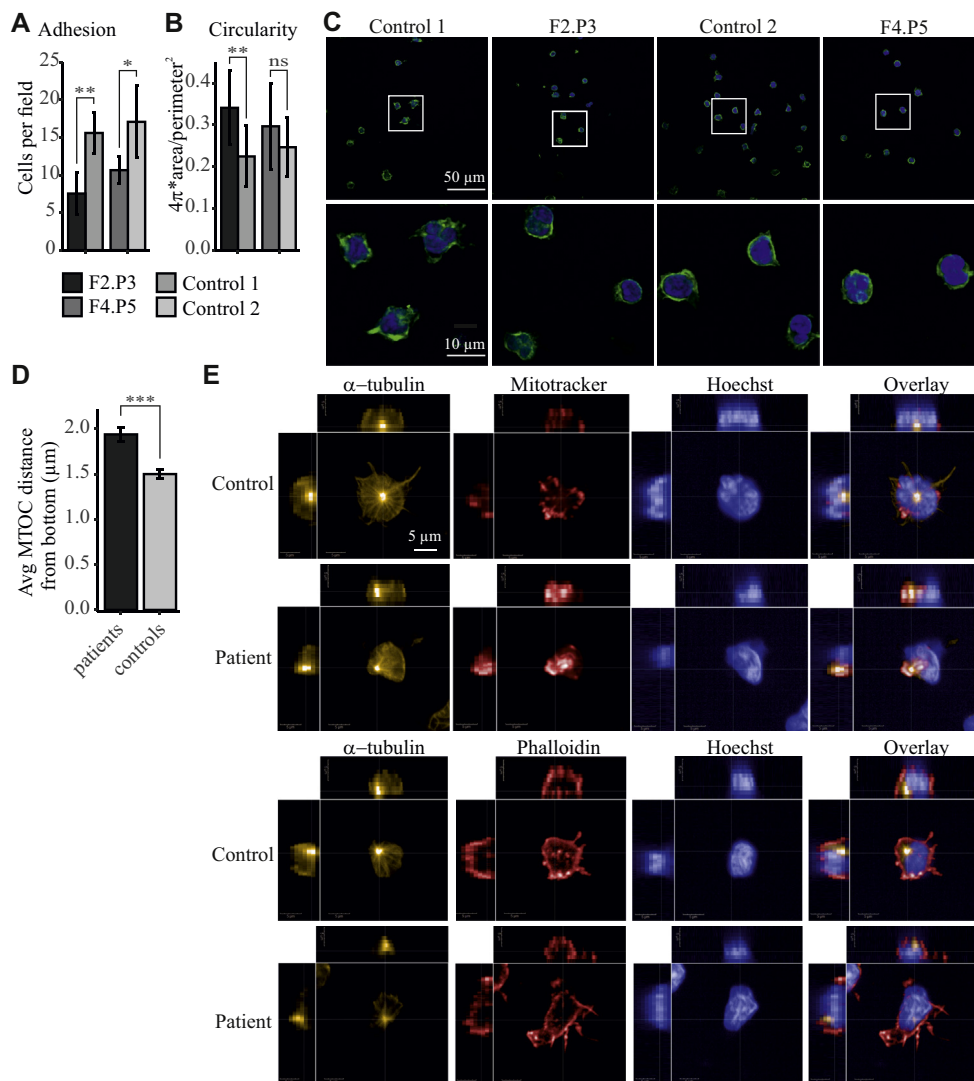 A
Adhesion
Cells per field
25
20
15
10
5
0
**
*
B
Circularity
4π*area/perimeter²
0.4
0.3
0.2
0.1
0.0
**
ns
F2.P3
Control 1
F4.P5
Control 2
C
Control 1
F2.P3
Control 2
F4.P5
50 µm
10 µm
D
Avg MTOC distance
from bottom (µm)
2.0
1.5
1.0
0.5
0.0
***
patients
controls
E
α−tubulin
Mitotracker
Hoechst
Overlay
Control
5 µm
Patient
α−tubulin
Phalloidin
Hoechst
Overlay
Control
Patient